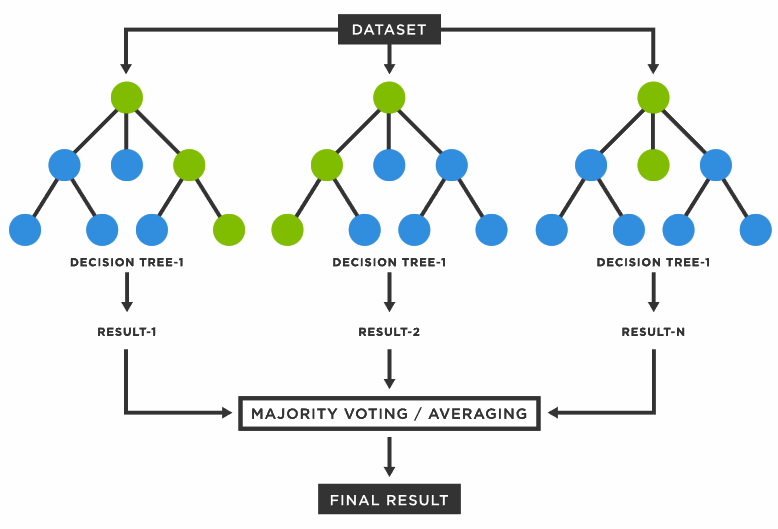 DATASET
DECISION TREE-1
DECISION TREE-1
DECISION TREE-1
RESULT-1
RESULT-2
RESULT-N
MAJORITY VOTING / AVERAGING
FINAL RESULT